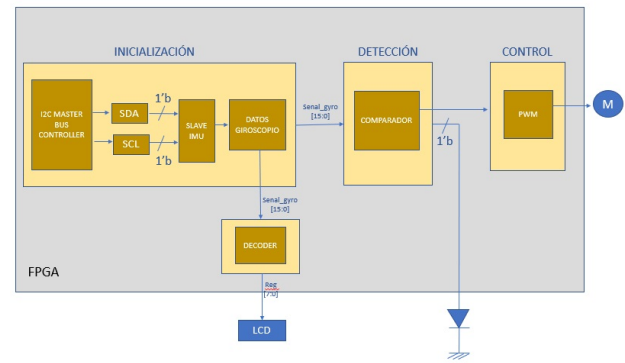 INICIALIZACIÓN
DETECCIÓN
CONTROL
I2C MASTER
BUS
CONTROLLER
SDA
1'b
SCL
1'b
SLAVE
IMU
DATOS
GIROSCOPIO
Senal_gyro
[15:0]
COMPARADOR
1'b
PWM
M
Senal_gyro
[15:0]
DECODER
FPGA
Reg
[7:0]
LCD